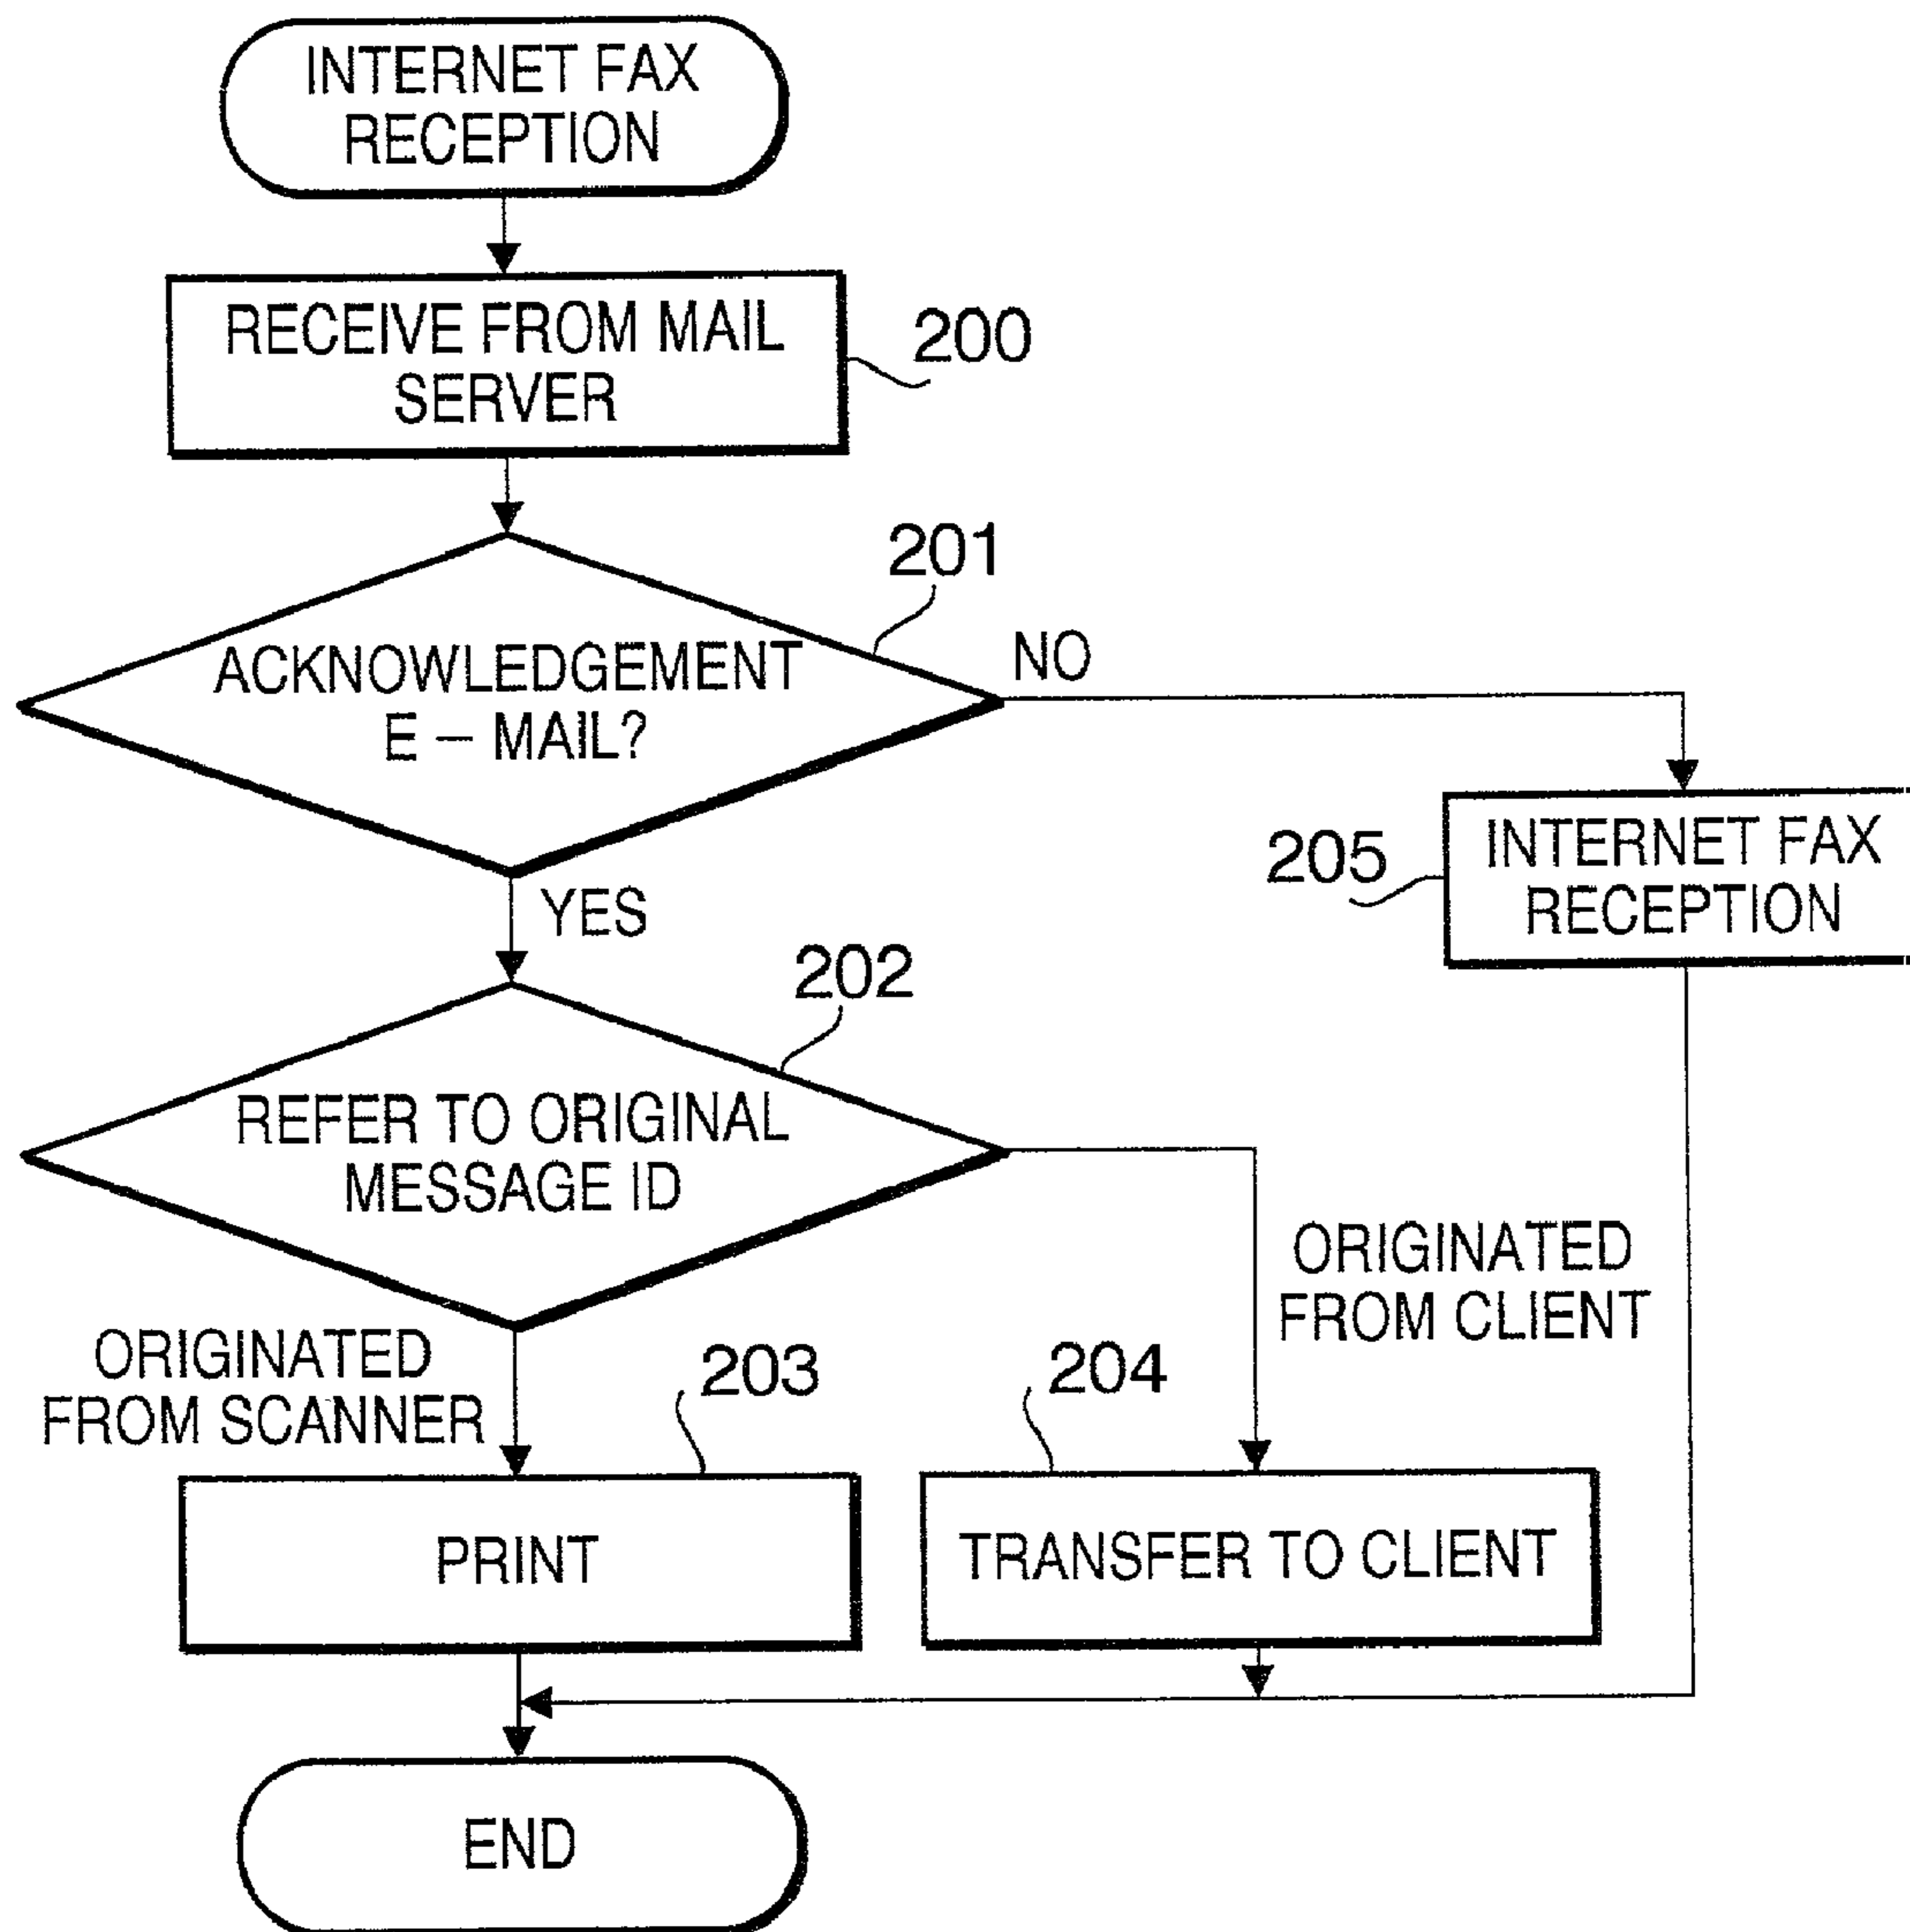 INTERNET FAX
RECEPTION
RECEIVE FROM MAIL
SERVER
200
201
ACKNOWLEDGEMENT
E – MAIL?
NO
205
INTERNET FAX
RECEPTION
YES
202
REFER TO ORIGINAL
MESSAGE ID
ORIGINATED
FROM CLIENT
ORIGINATED
FROM SCANNER
203
204
PRINT
TRANSFER TO CLIENT
END